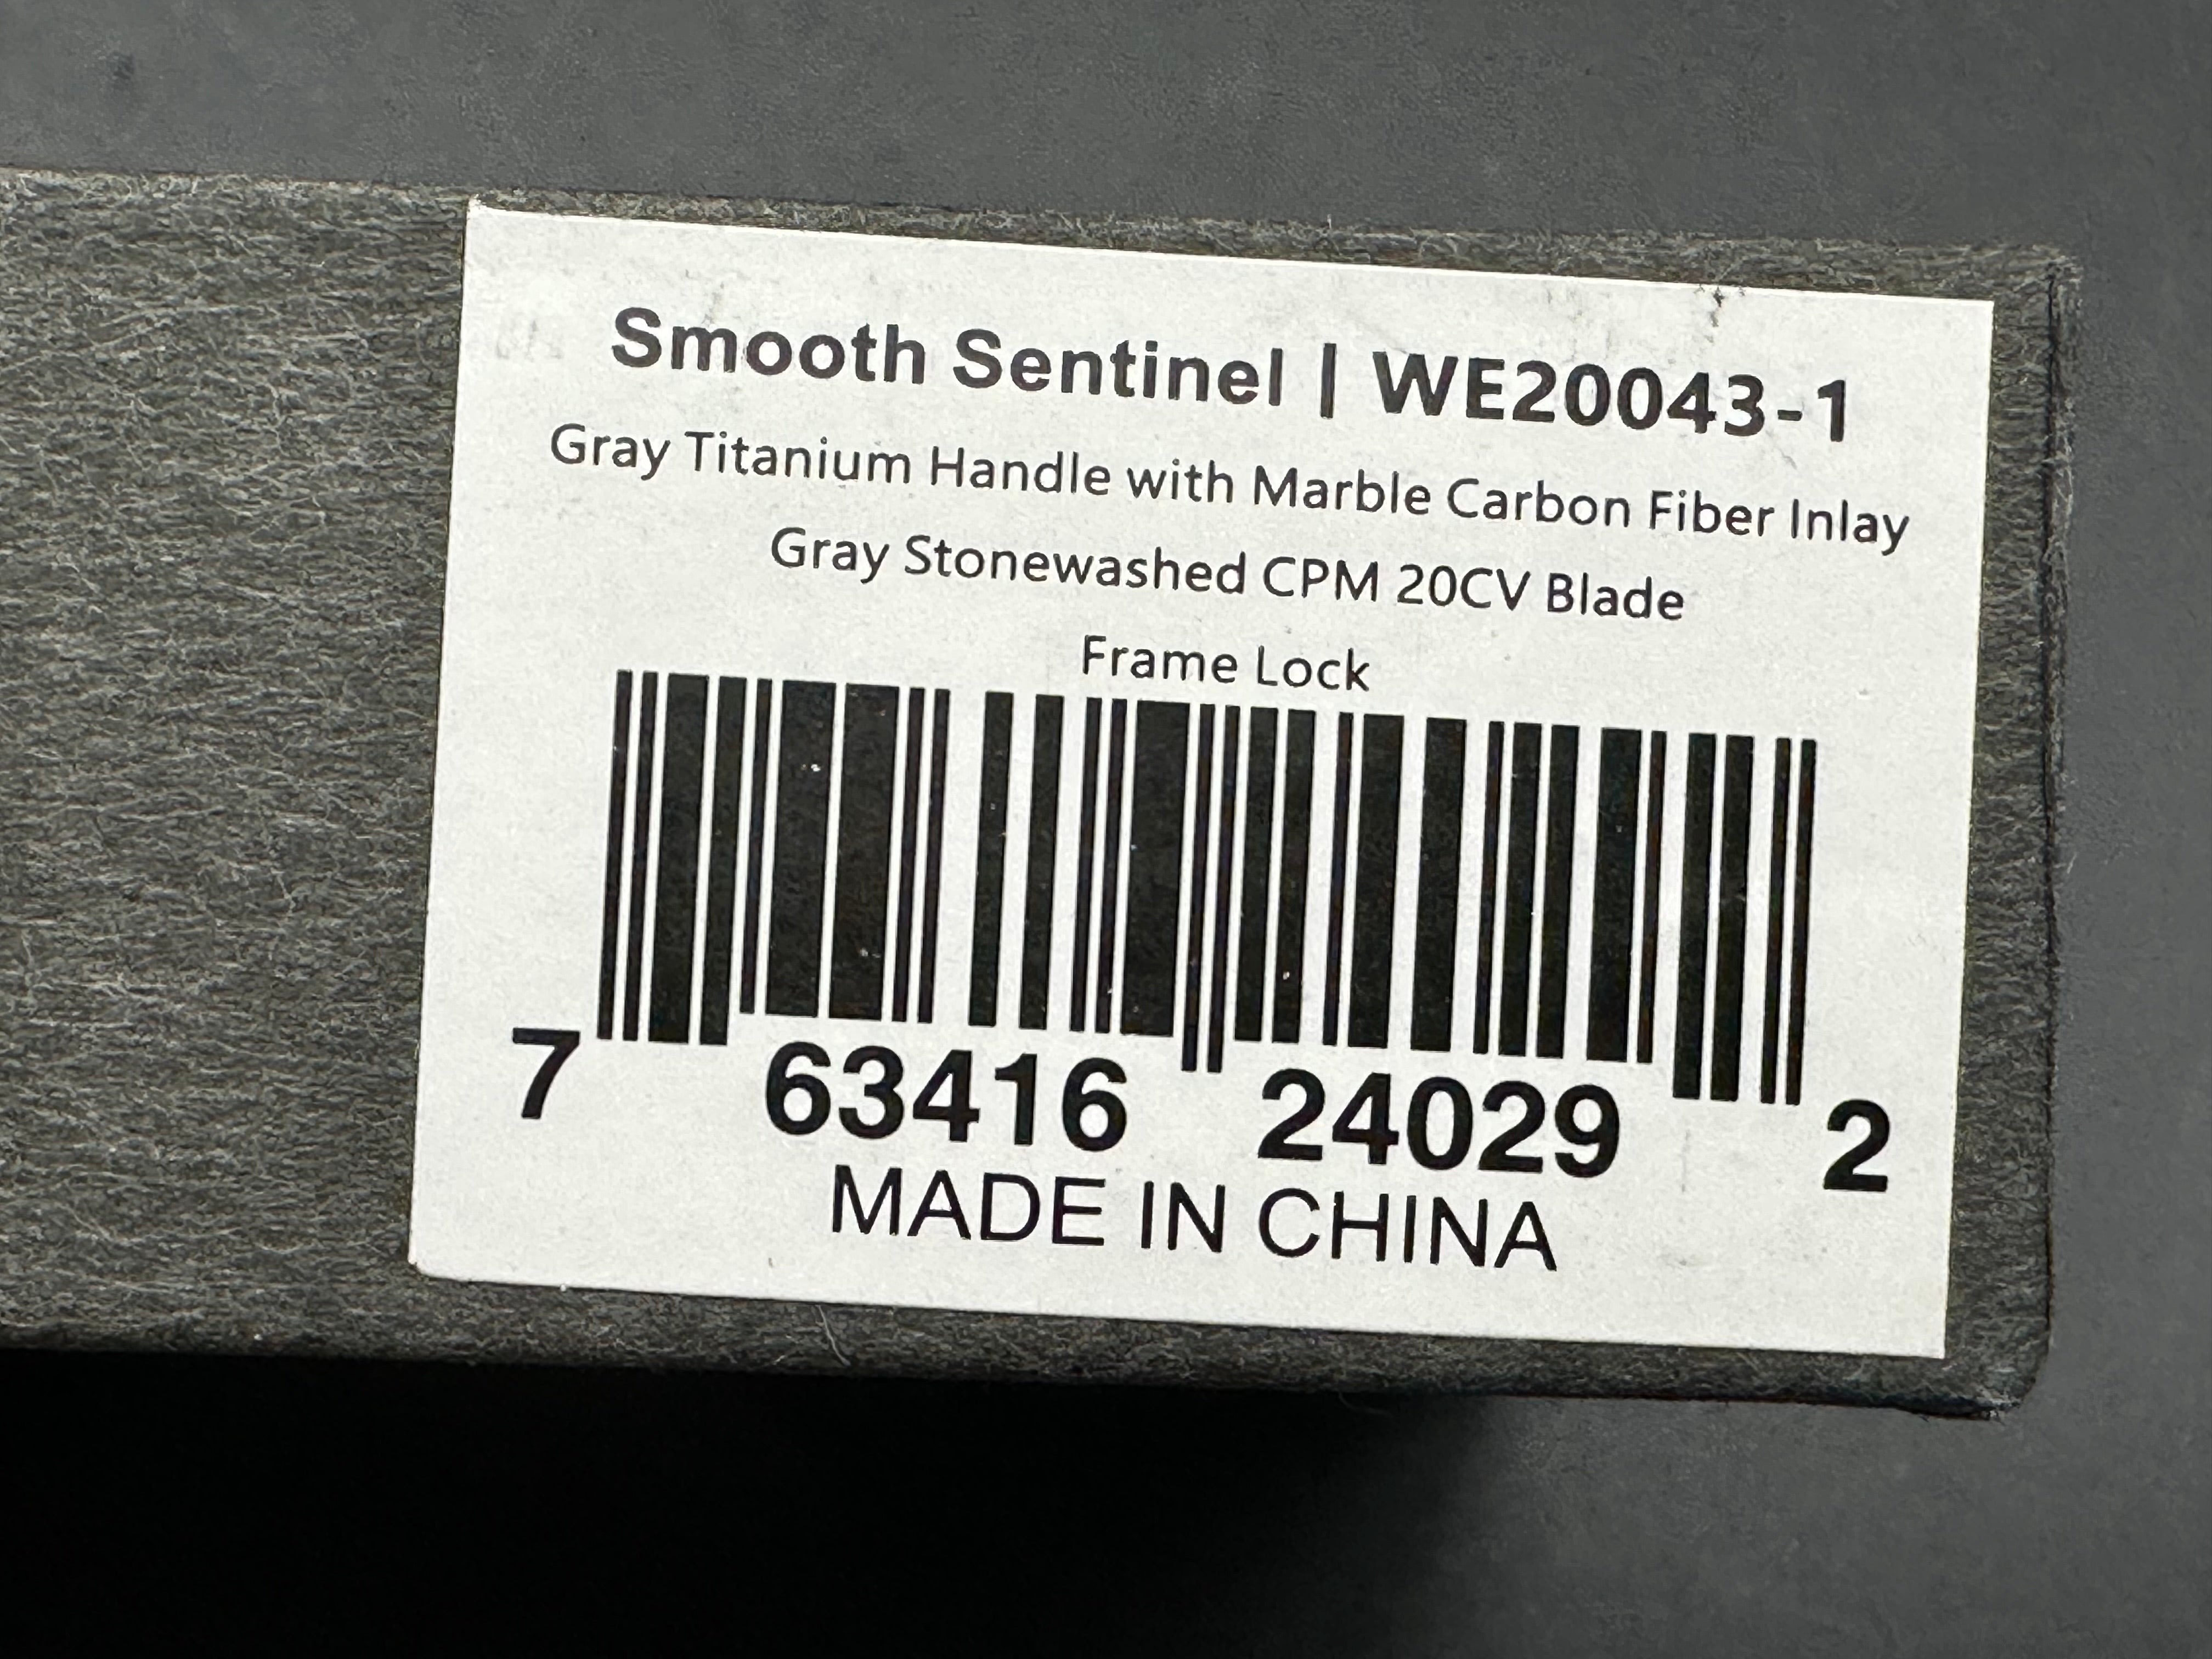 Smooth Sentinel | WE20043-1
Gray Titanium Handle with Marble Carbon Fiber Inlay
Gray Stonewashed CPM 20CV Blade
Frame Lock
7 63416 24029 2
MADE IN CHINA